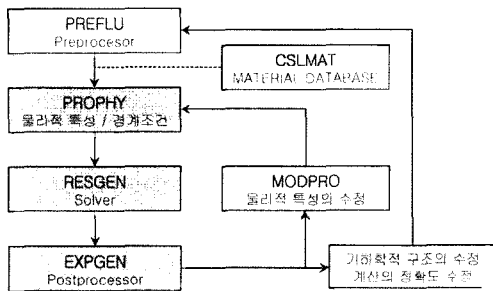 PREFLU
Preprocesor
CSLMAT
MATERIAL DATABASE
PROPHY
물리적 특성 / 경계조건
RESGEN
Solver
MODPRO
물리적 특성의 수정
EXPGEN
Postprocessor
기하학적 구조의 수정
계산의 정확도 수정